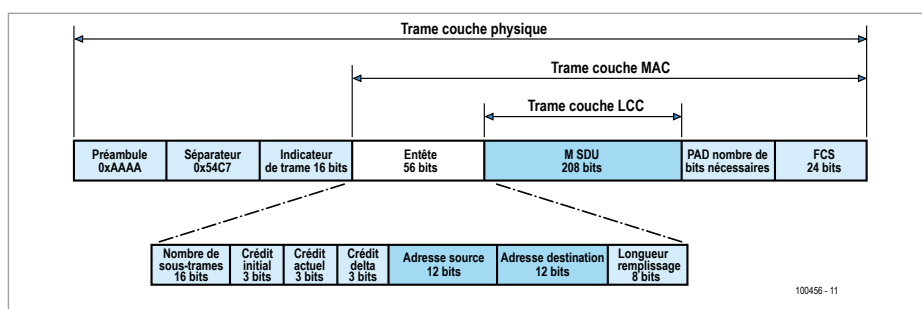 Trame couche physique
Trame couche MAC
Trame couche LCC
Préambule
0xAAAA
Séparateur
0x54C7
Indicateur
de trame 16 bits
Entête
56 bits
M SDU
208 bits
PAD nombre de
bits nécessaires
FCS
24 bits
Nombre de
sous-trames
16 bits
Crédit
initial
3 bits
Crédit
actuel
3 bits
Crédit
delta
3 bits
Adresse source
12 bits
Adresse destination
12 bits
Longueur
remplissage
8 bits
100456 - 11